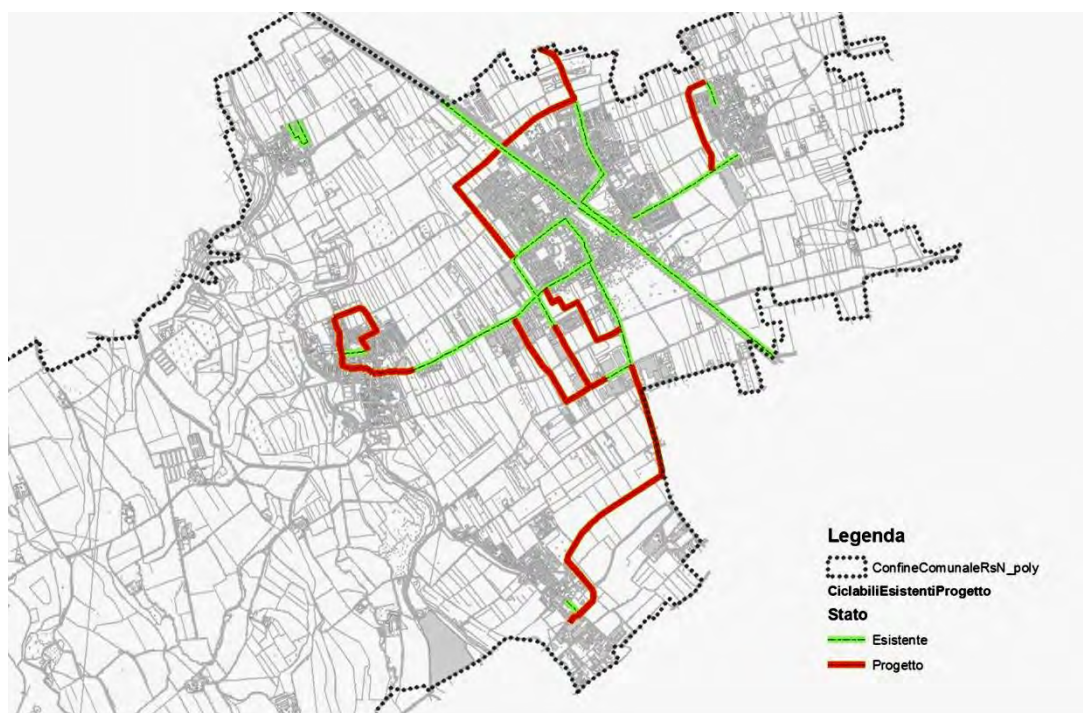 Legenda
ConfineComunaleRsN_poly
CiclabiliEsistentiProgetto
Stato
Esistente
Progetto